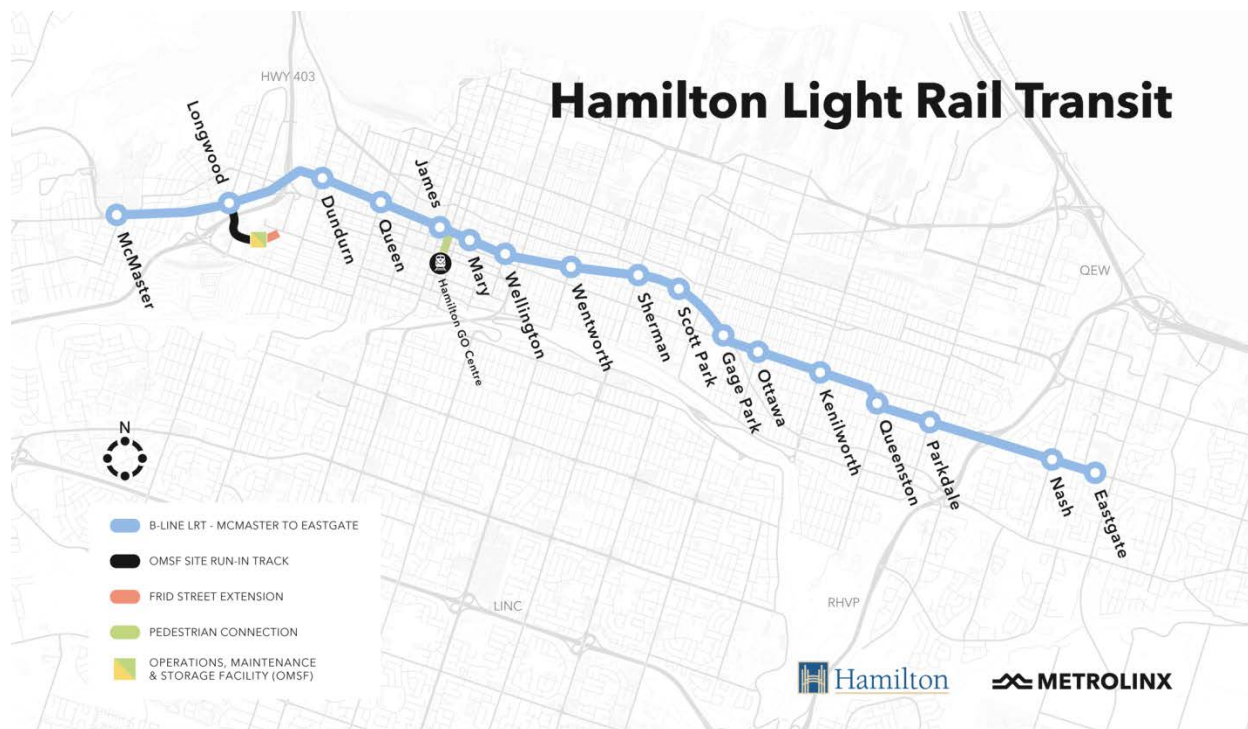 Hamilton Light Rail Transit
HWY 403
Longwood
James
McMaster
Dundurn
Queen
Mary
Wellington
Hamilton GO Centre
Wentworth
Sherman
Scott Park
Gage Park
Ottawa
Kenilworth
Queenston
Parkdale
Nash
Eastgate
QEW
N
B-LINE LRT - MCMASTER TO EASTGATE
OMSF SITE RUN-IN TRACK
FRID STREET EXTENSION
PEDESTRIAN CONNECTION
OPERATIONS, MAINTENANCE
& STORAGE FACILITY (OMSF)
LINC
RHVP
Hamilton
METROLINX